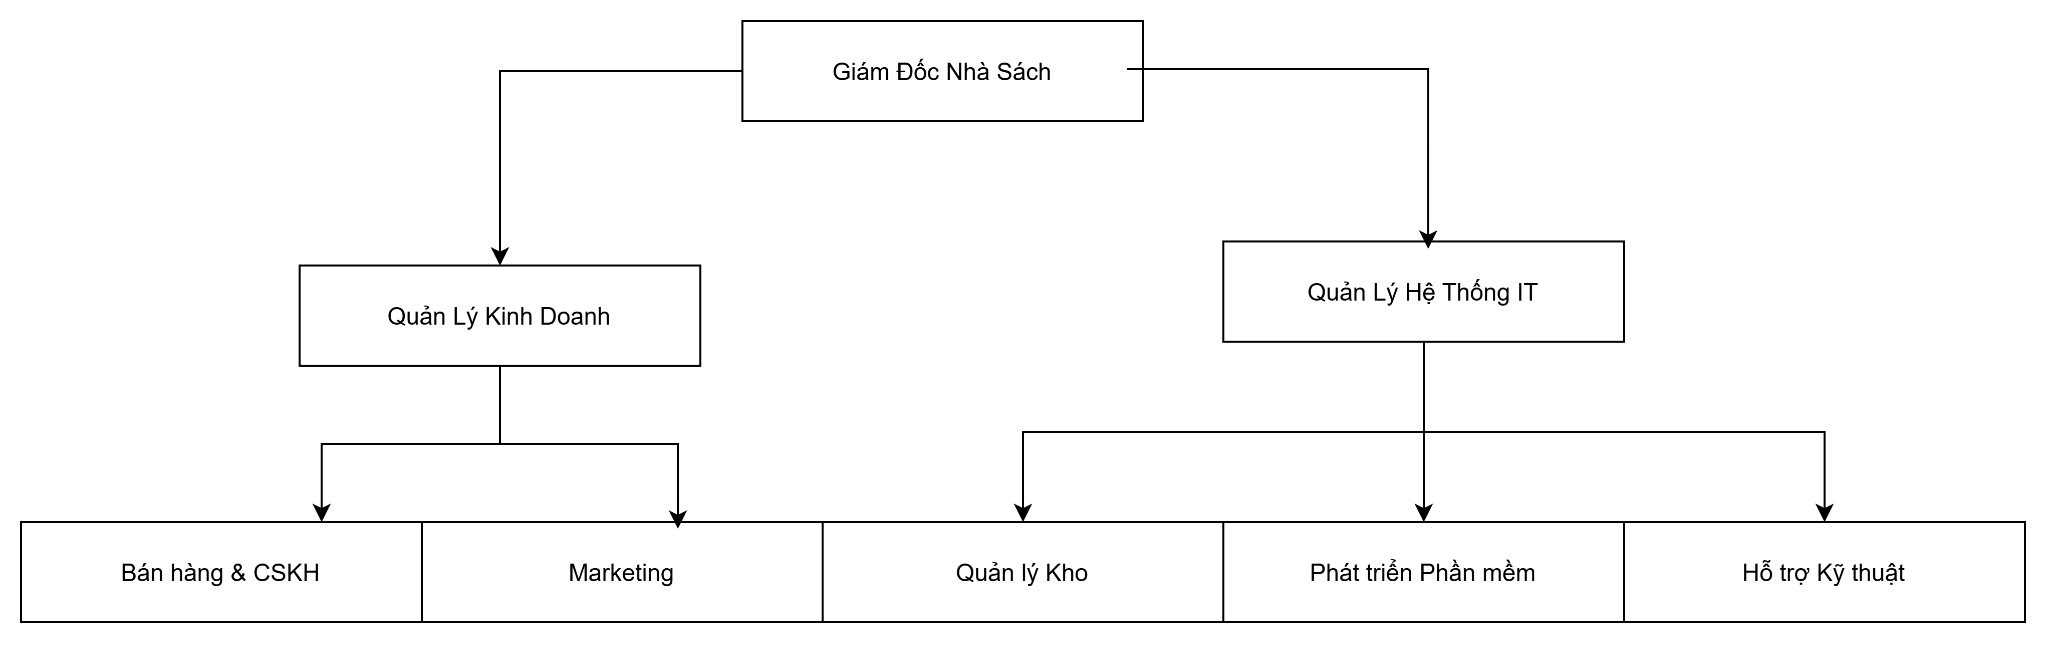 Giám Đốc Nhà Sách
Quản Lý Kinh Doanh
Quản Lý Hệ Thống IT
Bán hàng & CSKH
Marketing
Quản lý Kho
Phát triển Phần mềm
Hỗ trợ Kỹ thuật